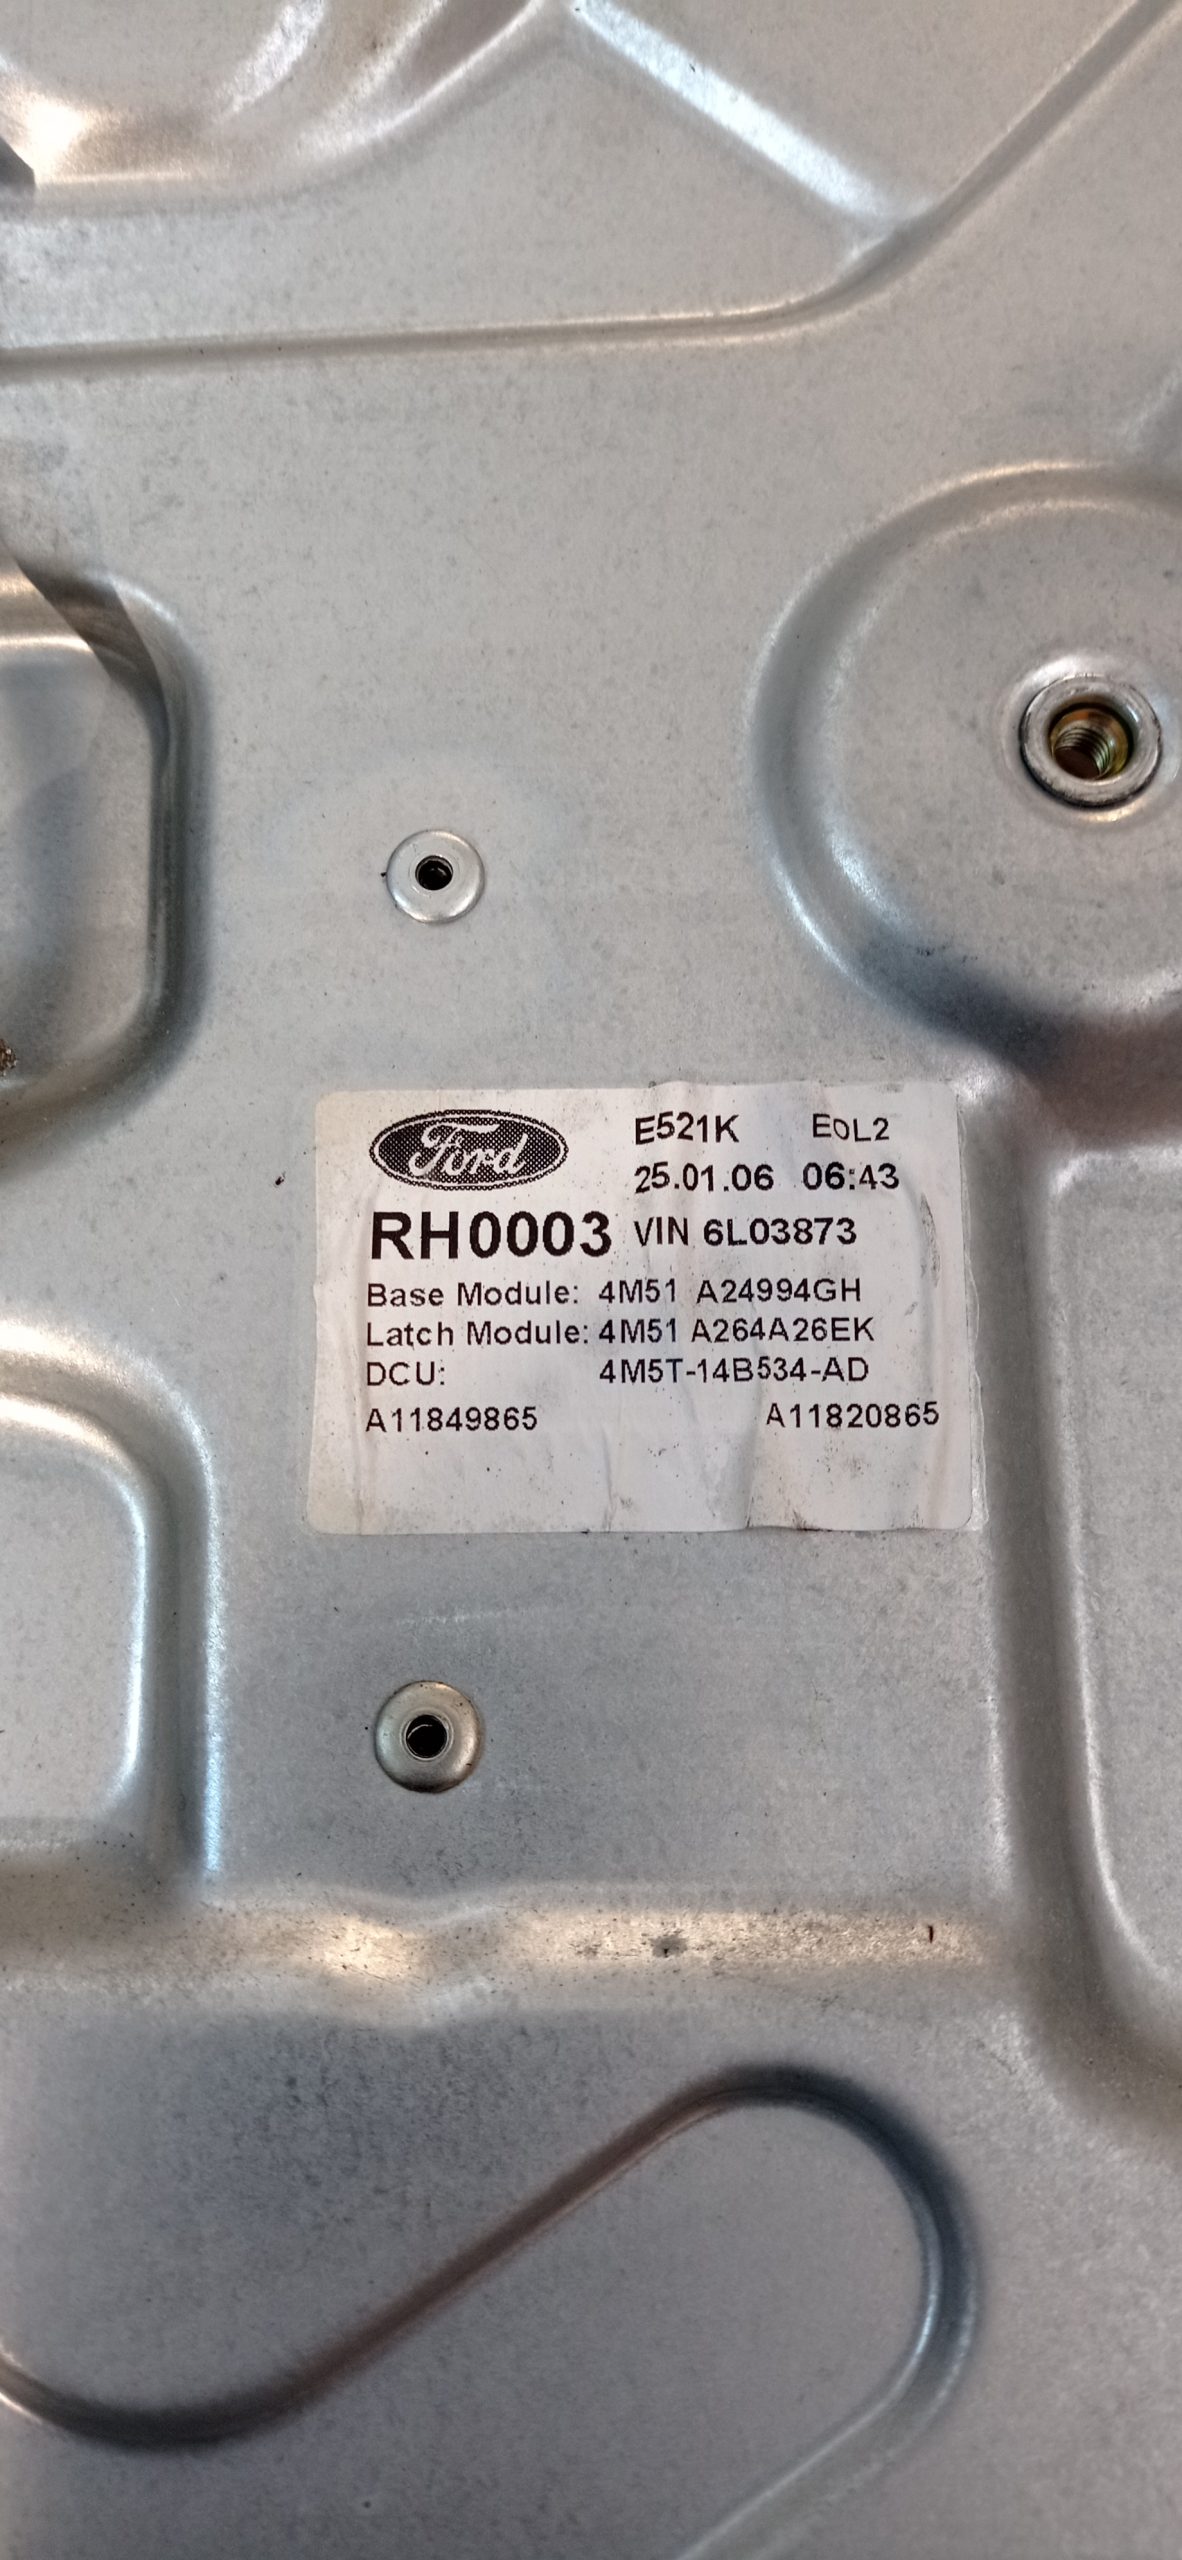 Ford
E521K EOL2
25.01.06 06:43
RH0003 VIN 6L03873
Base Module: 4M51 A24994GH
Latch Module: 4M51 A264A26EK
DCU: 4M5T-14B534-AD
A11849865 A11820865